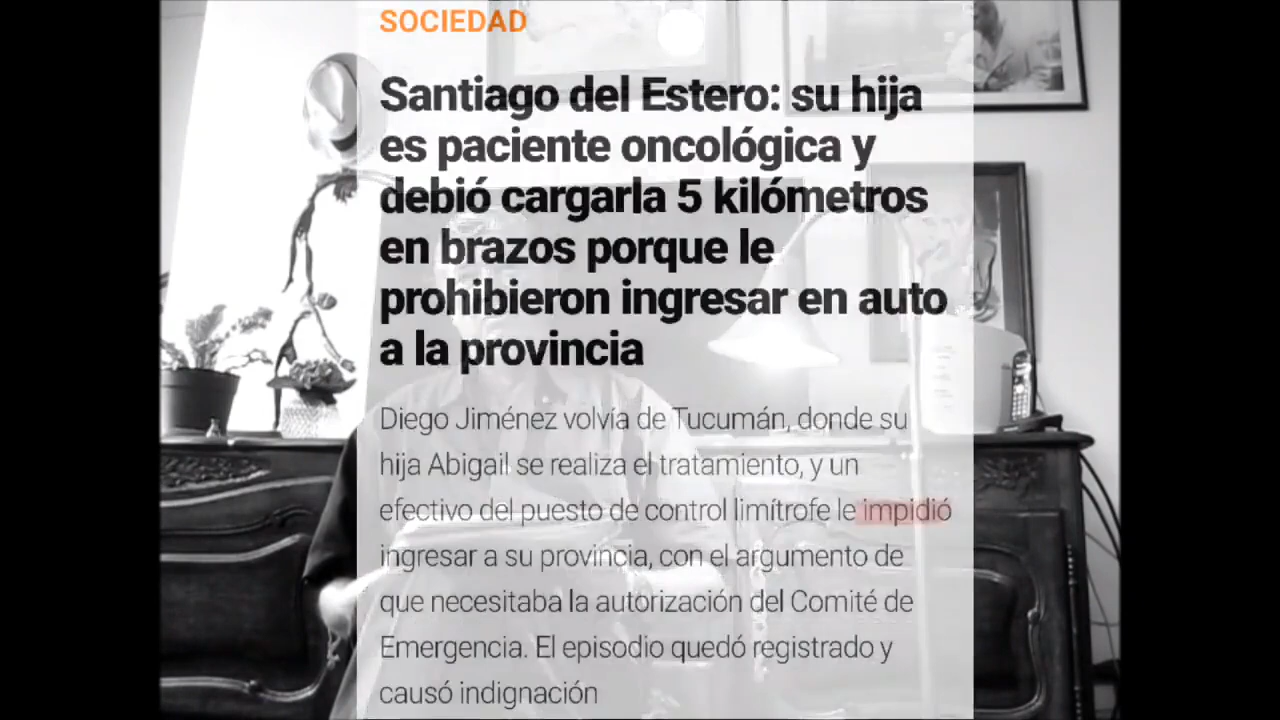 SOCIEDAD
Santiago del Estero: su hija
es paciente oncológica y
debió cargarla 5 kilómetros
en brazos porque le
prohibieron ingresar en auto
a la provincia
Diego Jiménez volvía de Tucumán, donde su
hija Abigail se realiza el tratamiento, y un
efectivo del puesto de control limítrofe le impidió
ingresar a su provincia, con el argumento de
que necesitaba la autorización del Comité de
Emergencia. El episodio quedó registrado y
causó indignación